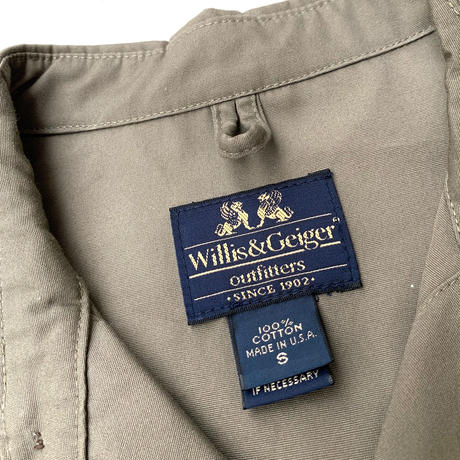 Willis & Geiger
outfitters
• SINCE 1902 •
100%
COTTON
MADE IN U.S.A.
S
IF NECESSARY